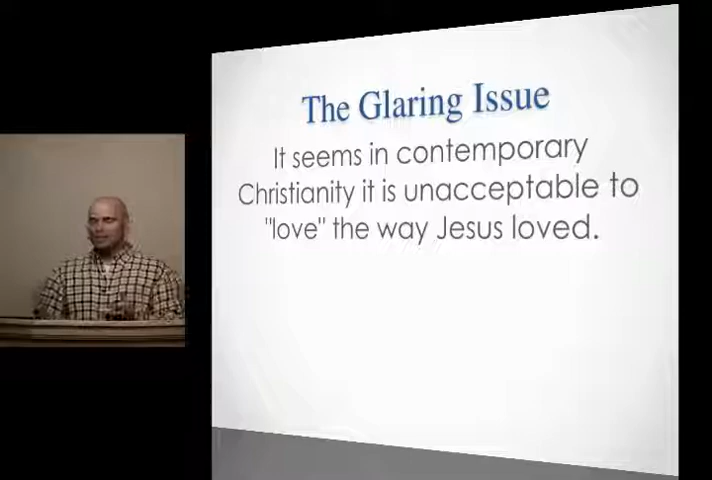 The Glaring Issue
It seems in contemporary
Christianity it is unacceptable to
"love" the way Jesus loved.